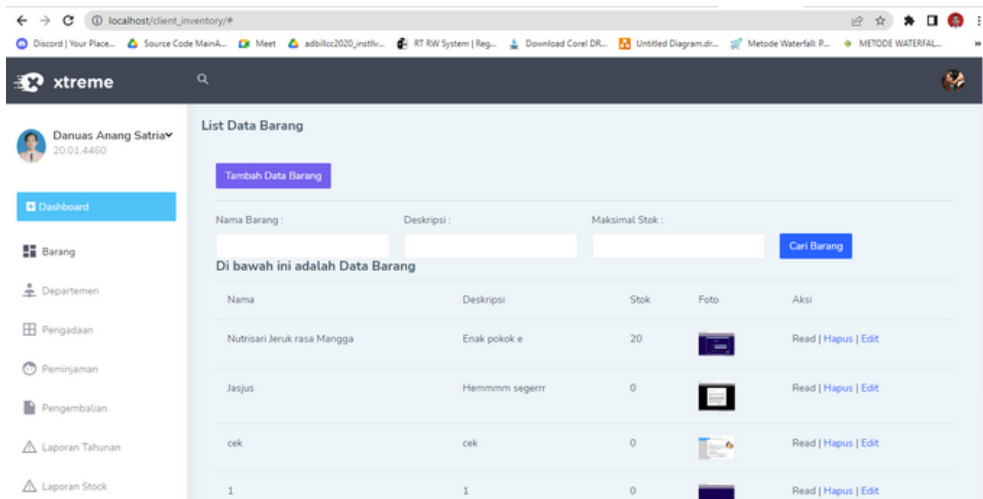 localhost/client_inventory/#
Discord | Your Place... Source Code MainA... Meet adbillcc2020_instliv... RT RW System | Reg... Download Corel DR... Untitled Diagram.dr... Metode Waterfall: P... METODE WATERFAL... »
xtreme
Danuas Anang Satria
20.01.4460
Dashboard
Barang
Departemen
Pengadaan
Peminjaman
Pengembalian
Laporan Tahunan
Laporan Stock
List Data Barang
Tambah Data Barang
Nama Barang : Deskripsi : Maksimal Stok :
Cari Barang
Di bawah ini adalah Data Barang
Nama Deskripsi Stok Foto Aksi
Nutrisari Jeruk rasa Mangga Enak pokok e 20 Read | Hapus | Edit
Jasjus Hemmmm segerrr 0 Read | Hapus | Edit
cek cek 0 Read | Hapus | Edit
1 1 0 Read | Hapus | Edit